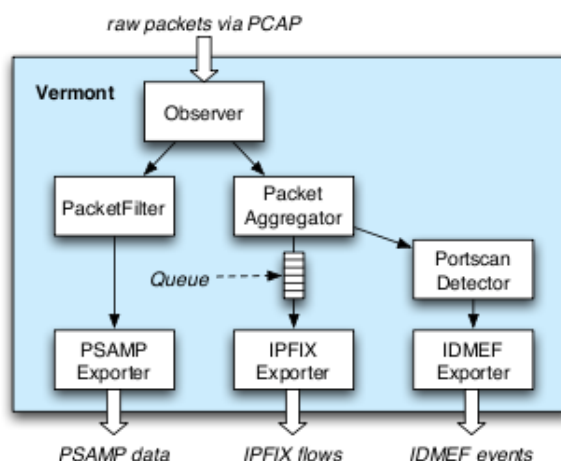 raw packets via PCAP
Vermont
Observer
PacketFilter
Packet
Aggregator
Queue
Portscan
Detector
PSAMP
Exporter
IPFIX
Exporter
IDMEF
Exporter
PSAMP data
IPFIX flows
IDMEF events